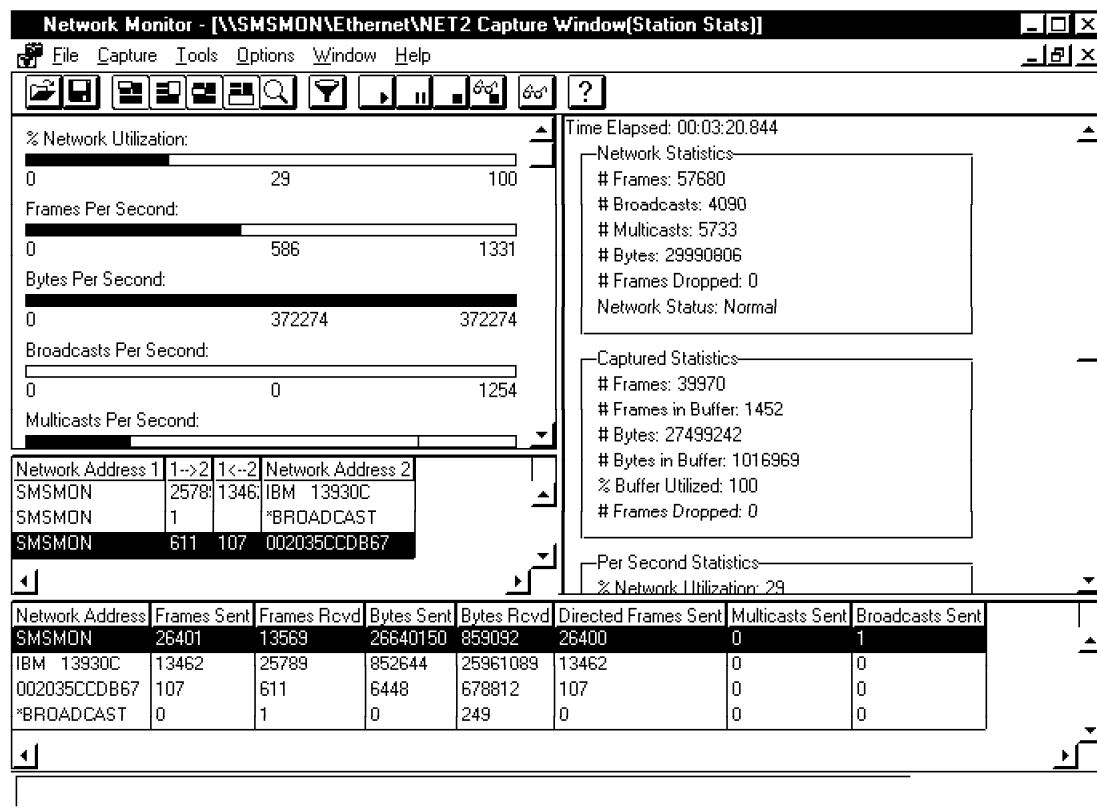 Network Monitor - [\\SMSMON\Ethernet\NET2 Capture Window(Station Stats)]
File Capture Tools Options Window Help
% Network Utilization:
0 29 100
Frames Per Second:
0 586 1331
Bytes Per Second:
0 372274 372274
Broadcasts Per Second:
0 0 1254
Multicasts Per Second:
Time Elapsed: 00:03:20.844
Network Statistics
# Frames: 57680
# Broadcasts: 4090
# Multicasts: 5733
# Bytes: 29990806
# Frames Dropped: 0
Network Status: Normal
Captured Statistics
# Frames: 39970
# Frames in Buffer: 1452
# Bytes: 27499242
# Bytes in Buffer: 1016969
% Buffer Utilized: 100
# Frames Dropped: 0
Per Second Statistics
% Network Utilization: 29
Network Address 1 1-->2 1<--2 Network Address 2
SMSMON 2578 1346 IBM 13930C
SMSMON 1 *BROADCAST
SMSMON 611 107 002035CCDB67
Network Address Frames Sent Frames Rcvd Bytes Sent Bytes Rcvd Directed Frames Sent Multicasts Sent Broadcasts Sent
SMSMON 26401 13569 26640150 859092 26400 0 1
IBM 13930C 13462 25789 852644 25961089 13462 0 0
002035CCDB67 107 611 6448 678812 107 0 0
*BROADCAST 0 1 0 249 0 0 0